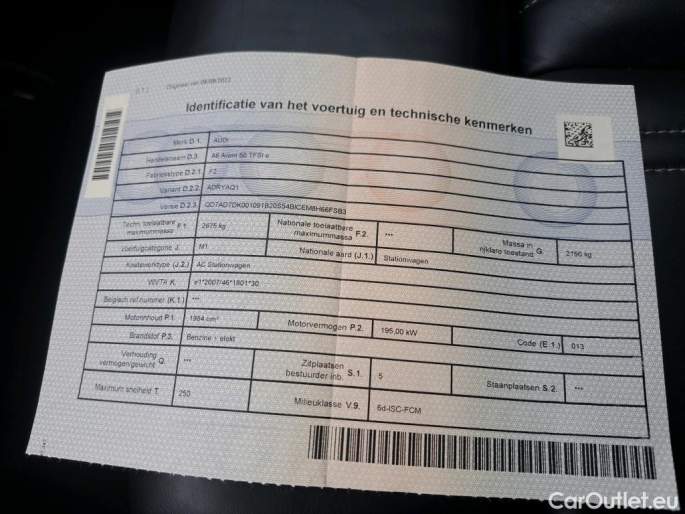 Identificatie van het voertuig en technische kenmerken
Merk D.1. AUDI
Handelsnaam D.3. A6 Avant 50 TFSI e
Fabriekstype D.2.1 F2
Variant D.2.2. ADRYAQ1
Versie D.2.3.
Techn. toelaatbare maximummassa F.1. 2675 kg Nationale toelaatbare maximummassa F.2. --- Massa in rijklare toestand G. 2150 kg
Voertuigcategorie J. M1 Nationale aard (J.1.) Stationwagen
Koetswerktype (J.2.) AC Stationwagen
WVTA K. e1*2007/46*1801*30
Belgisch ref.nummer (K.1.) ---
Motorinhoud P.1. 1984 cm³ Motorvermogen P.2. 195,00 kW Code (E.1.) 013
Brandstof P.3. Benzine + elekt
Verhouding vermogen/gewicht Q. --- Zitplaatsen bestuurder inb. S.1. 5 Staanplaatsen S.2. ---
Maximum snelheid T. 250 Milieuklasse V.9. 6d-ISC-FCM
CarOutlet.eu